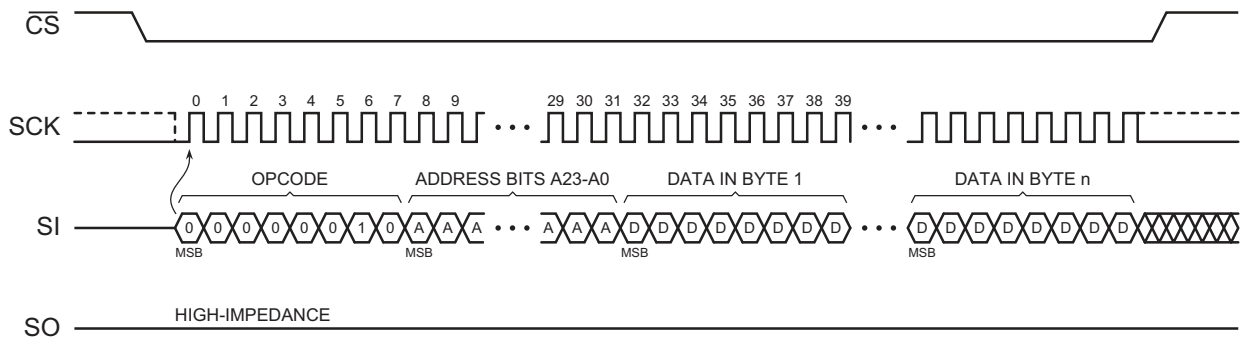 CS
0 1 2 3 4 5 6 7 8 9 29 30 31 32 33 34 35 36 37 38 39
SCK
OPCODE ADDRESS BITS A23-A0 DATA IN BYTE 1 DATA IN BYTE n
SI 0 0 0 0 0 0 1 0 A A A A A A D D D D D D D D D D D D D D D D
MSB MSB MSB MSB
HIGH-IMPEDANCE
SO